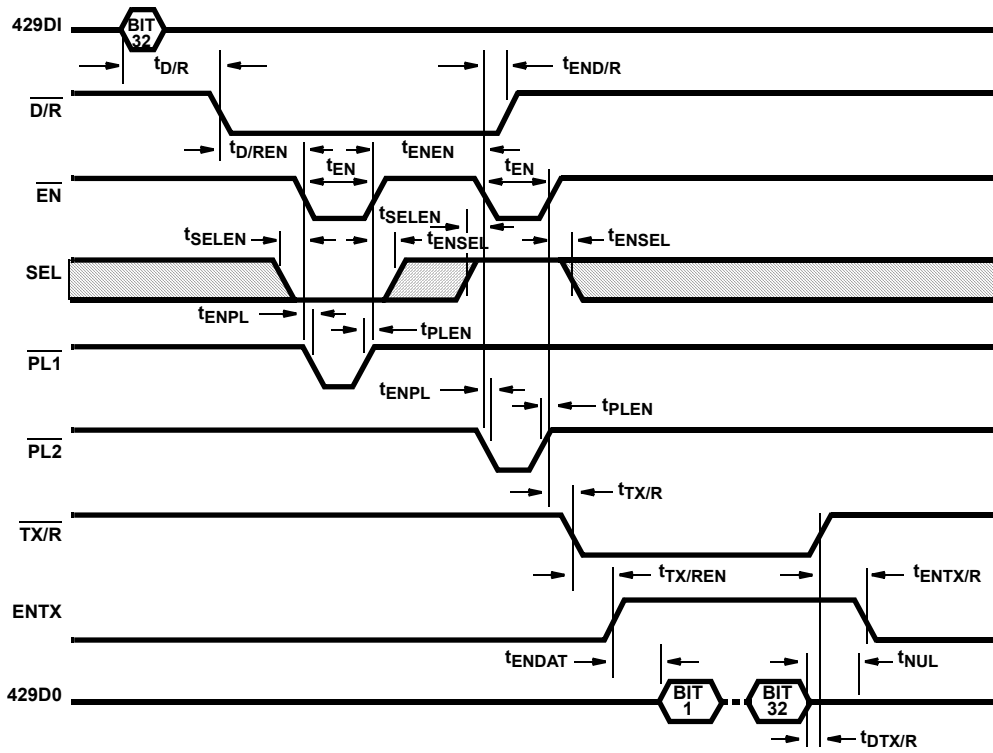 429DI
BIT
32
tD/R
tEND/R
D/R
tD/REN
tEN
tENEN
tEN
EN
tSELEN
tSELEN
tENSEL
tENSEL
SEL
tENPL
tPLEN
PL1
tENPL
tPLEN
PL2
tTX/R
TX/R
tTX/REN
tENTX/R
ENTX
tENDAT
tNUL
429D0
BIT
1
BIT
32
tDTX/R